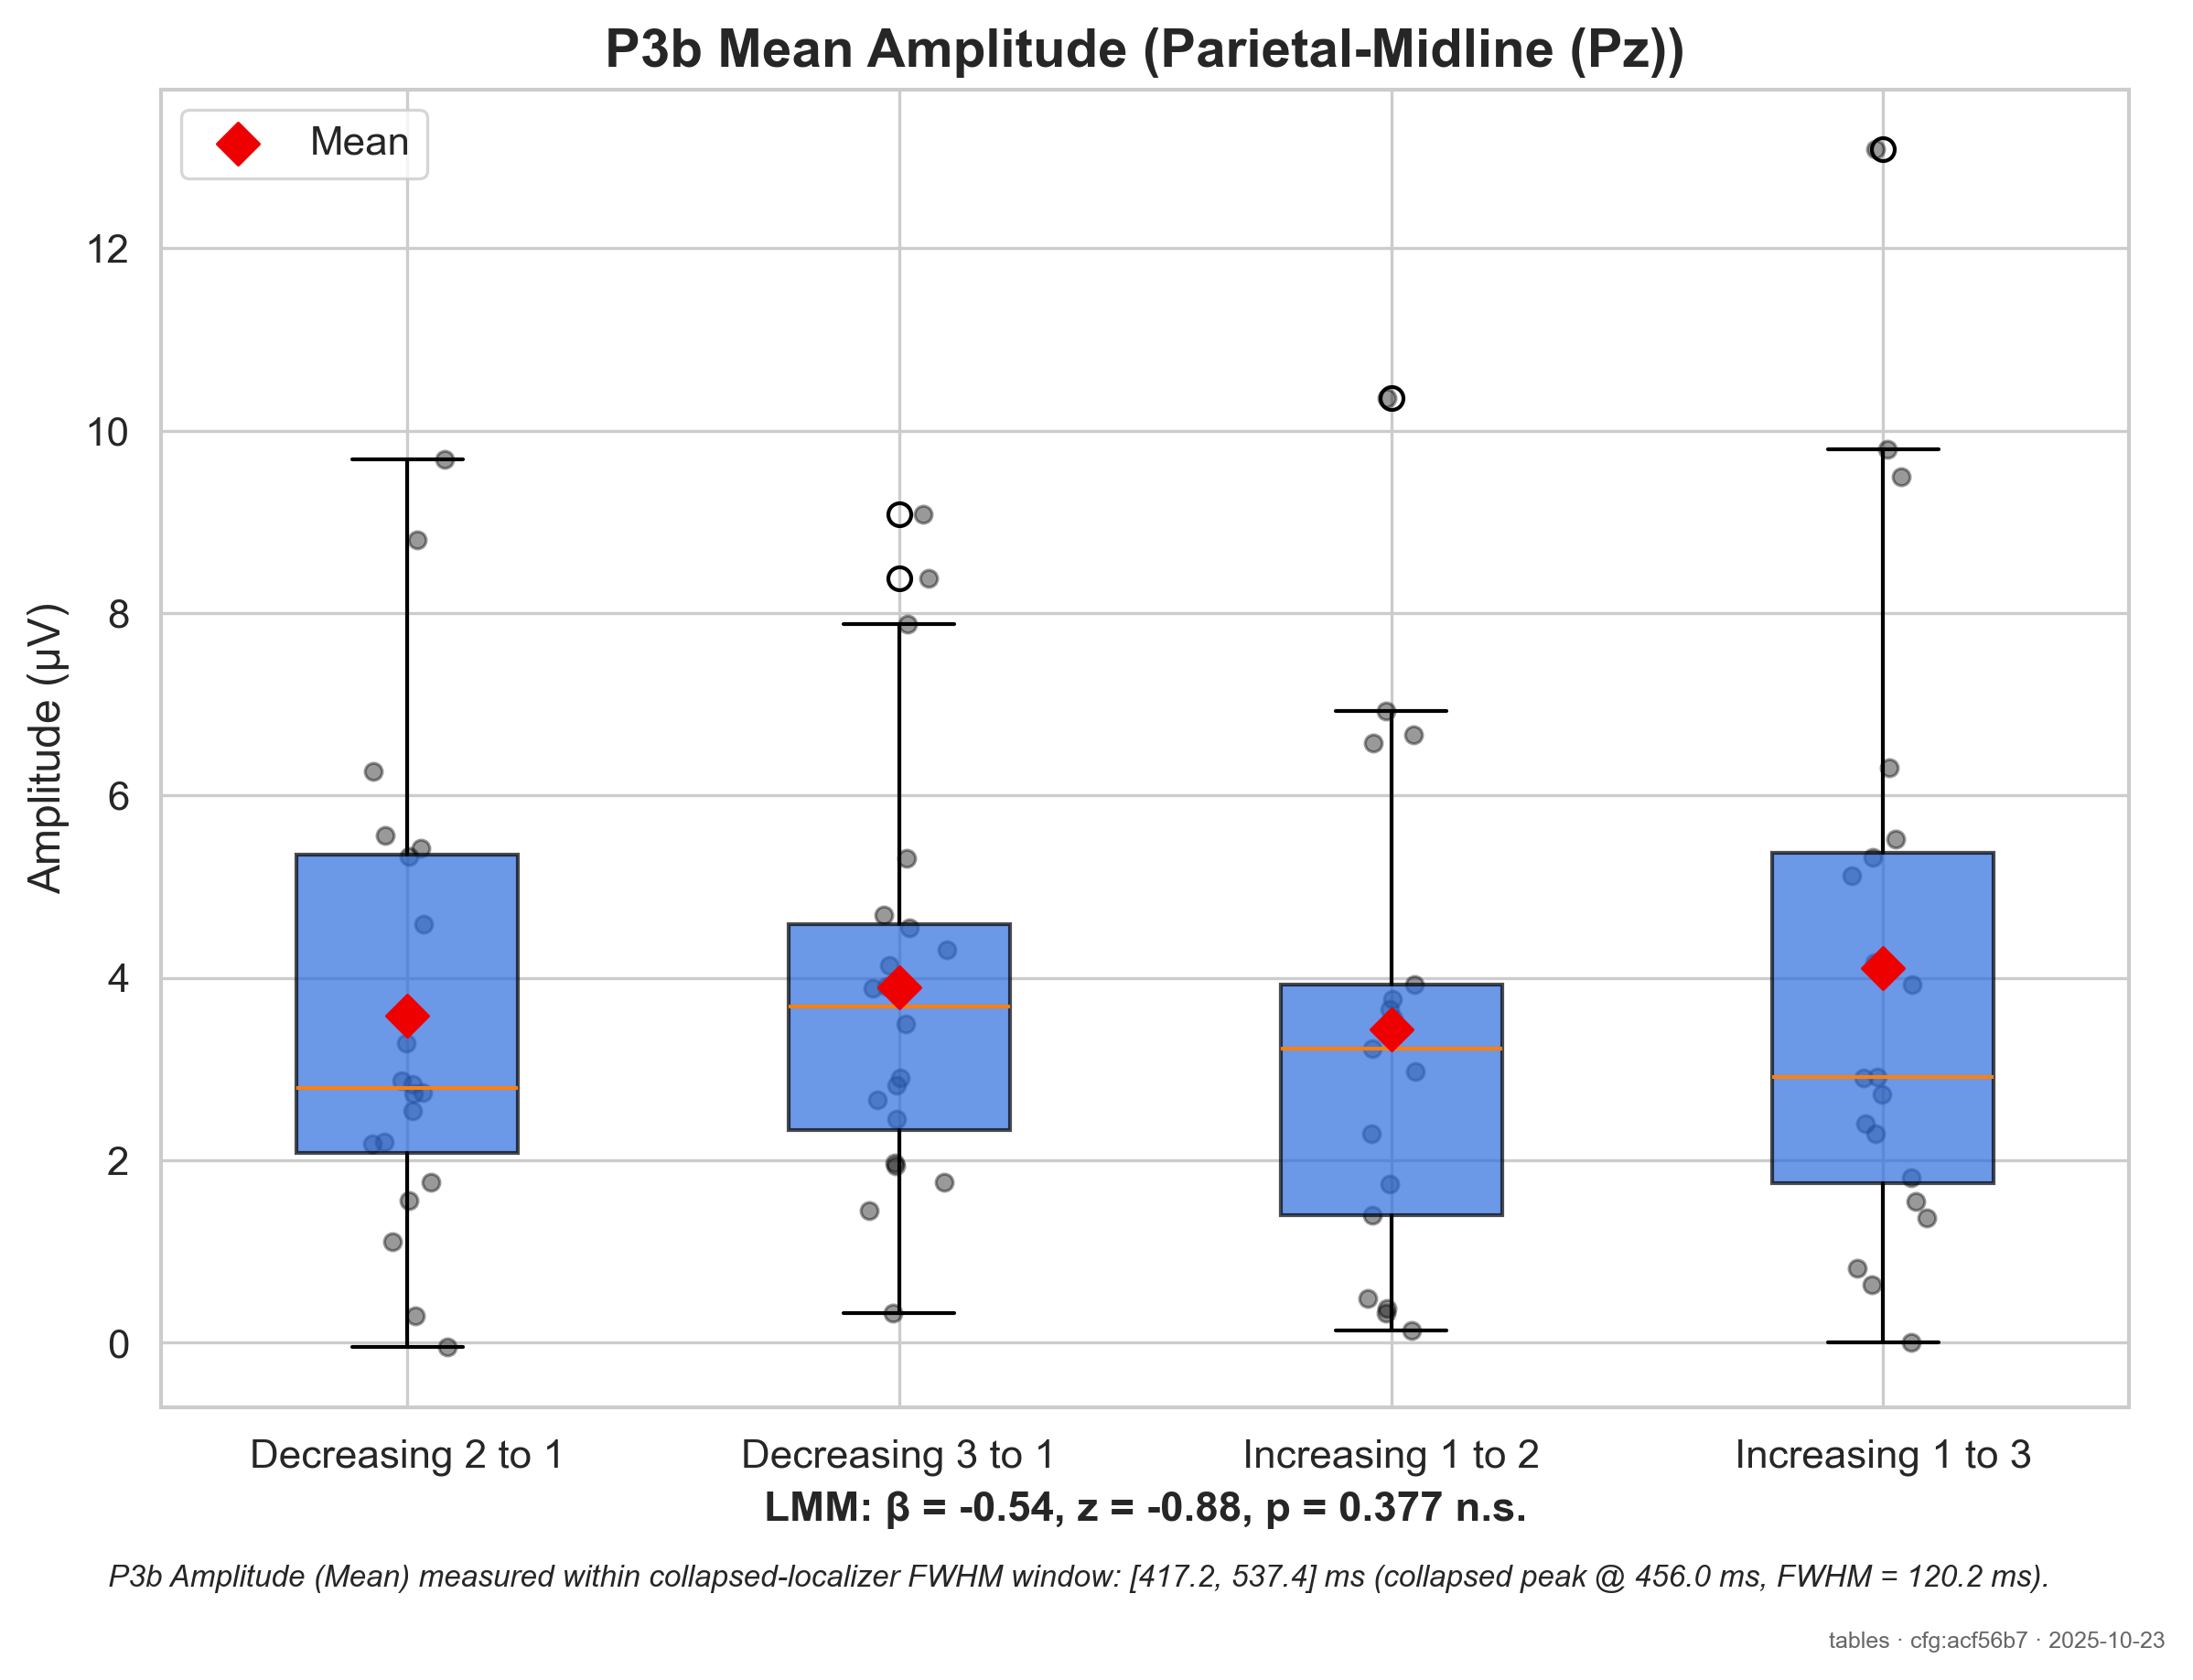 P3b Mean Amplitude (Parietal-Midline (Pz))
Mean
12
10
8
6
4
2
0
Amplitude (µV)
Decreasing 2 to 1
Decreasing 3 to 1
Increasing 1 to 2
Increasing 1 to 3
LMM: β = -0.54, z = -0.88, p = 0.377 n.s.
P3b Amplitude (Mean) measured within collapsed-localizer FWHM window: [417.2, 537.4] ms (collapsed peak @ 456.0 ms, FWHM = 120.2 ms).
tables · cfg:acf56b7 · 2025-10-23